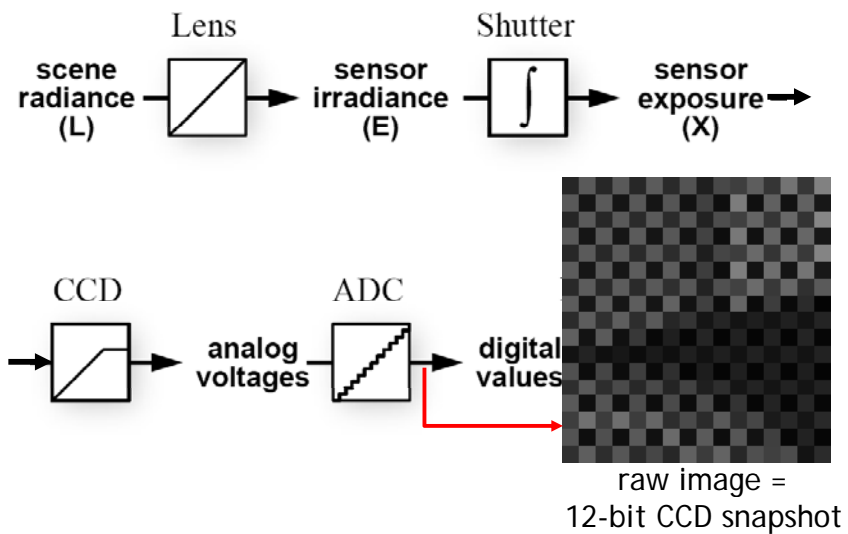 Lens
Shutter
scene
radiance
(L)
sensor
irradiance
(E)
∫
sensor
exposure
(X)
CCD
ADC
analog
voltages
digital
values
raw image =
12-bit CCD snapshot